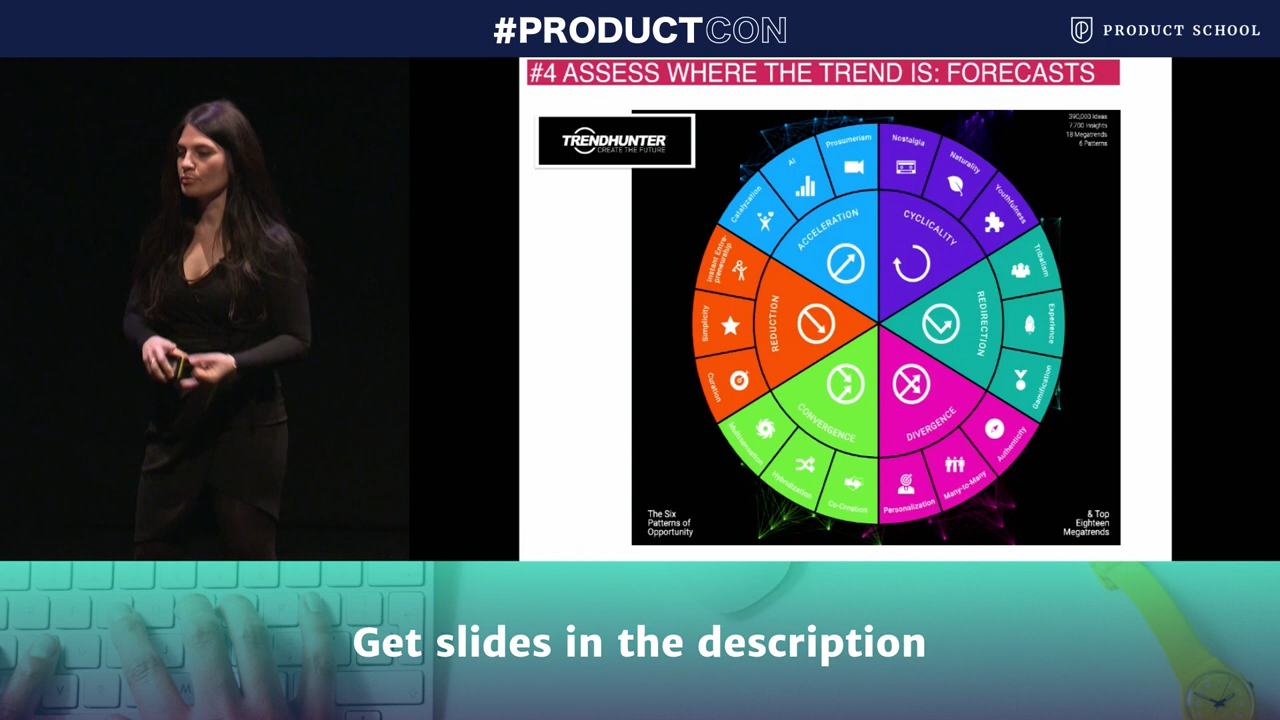 #PRODUCTCON
PRODUCT SCHOOL
#4 ASSESS WHERE THE TREND IS: FORECASTS
TRENDHUNTER
CREATE THE FUTURE
390,000 Ideas
7,700 Insights
18 Megatrends
6 Patterns
Prosumerism
AI
Catalyzation
ACCELERATION
Nostalgia
Naturality
Youthfulness
CYCLICALITY
Tribalism
Experience
Gamification
REDIRECTION
Authenticity
Many-to-Many
Personalization
DIVERGENCE
Co-Creation
Hybridization
Multisensation
CONVERGENCE
Curation
Simplicity
Instant Entre-
preneurship
REDUCTION
The Six
Patterns of
Opportunity
& Top
Eighteen
Megatrends
Get slides in the description
V
M